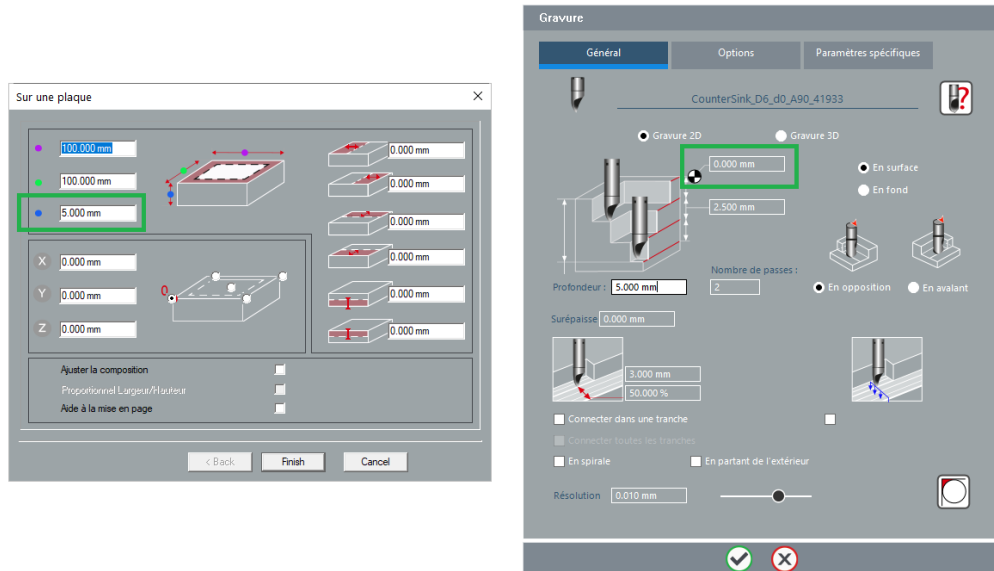 Sur une plaque
100.000 mm
100.000 mm
5.000 mm
X 0.000 mm
Y 0.000 mm
Z 0.000 mm
0
0.000 mm
0.000 mm
0.000 mm
0.000 mm
0.000 mm
0.000 mm
Ajuster la composition
Proportionnel Largeur/Hauteur
Aide à la mise en page
< Back
Finish
Cancel
Gravure
Général
Options
Paramètres spécifiques
CounterSink_D6_d0_A90_41933
?
Gravure 2D
Gravure 3D
0.000 mm
En surface
En fond
2.500 mm
Nombre de passes :
Profondeur : 5.000 mm
2
En opposition
En avalant
Surépaisse 0.000 mm
3.000 mm
50.000 %
Connecter dans une tranche
Connecter toutes les tranches
En spirale
En partant de l'extérieur
Résolution 0.010 mm